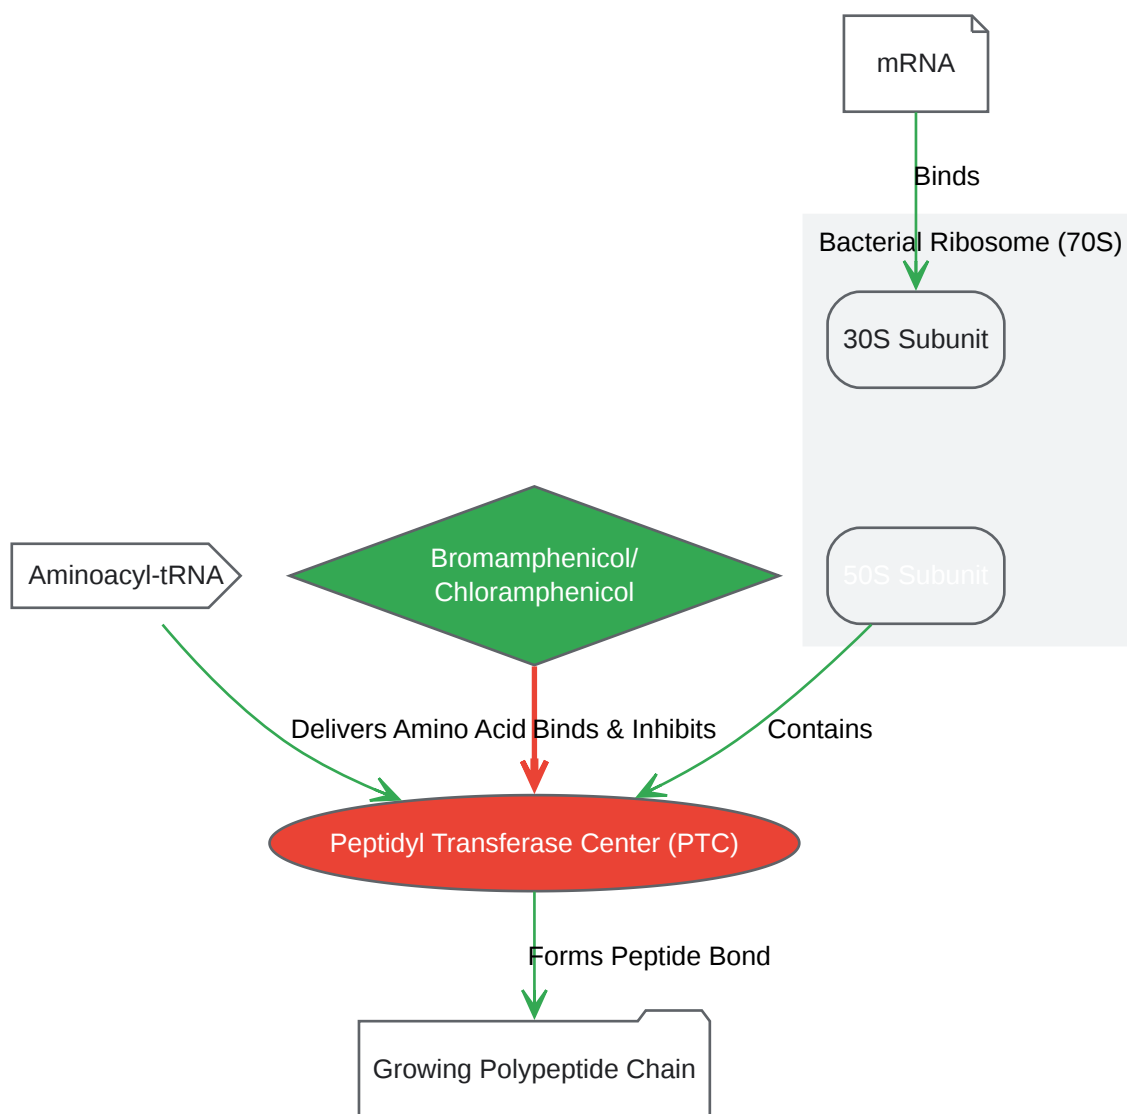 mRNA
Binds
Bacterial Ribosome (70S)
30S Subunit
Bromamphenicol/
Chloramphenicol
Aminoacyl-tRNA
50S Subunit
Delivers Amino Acid
Binds & Inhibits
Contains
Peptidyl Transferase Center (PTC)
Forms Peptide Bond
Growing Polypeptide Chain